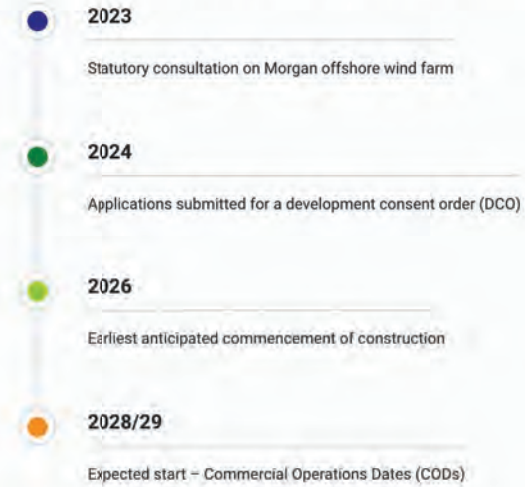 2023
Statutory consultation on Morgan offshore wind farm
2024
Applications submitted for a development consent order (DCO)
2026
Earliest anticipated commencement of construction
2028/29
Expected start – Commercial Operations Dates (CODs)